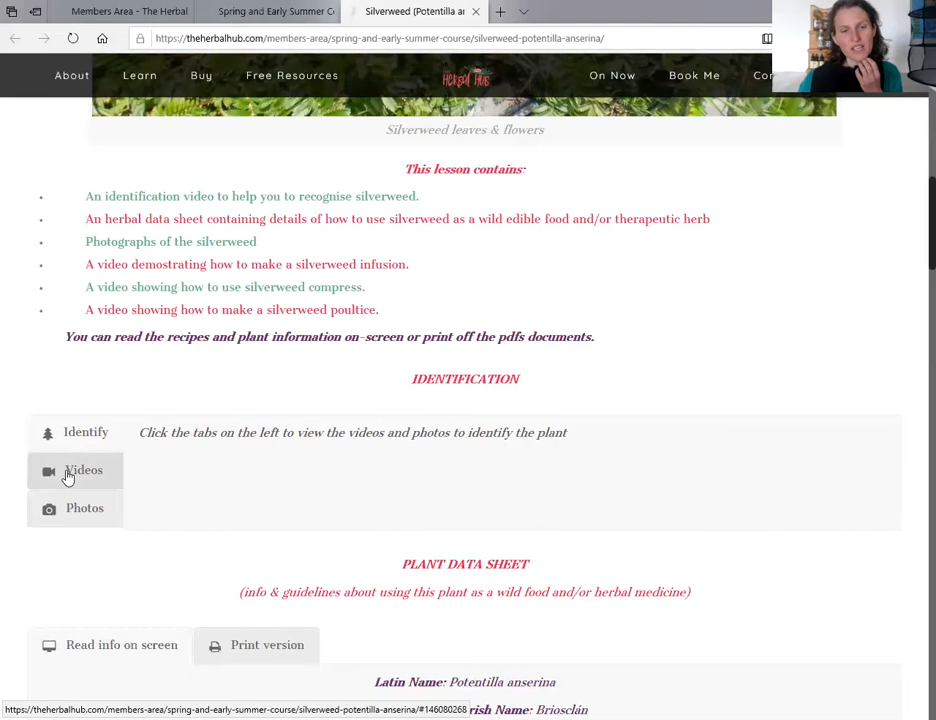 Members Area - The Herbal
Spring and Early Summer Co
Silverweed (Potentilla an
https://theherbalhub.com/members-area/spring-and-early-summer-course/silverweed-potentilla-anserina/
About
Learn
Buy
Free Resources
HERBAL HUB
On Now
Book Me
Con
Silverweed leaves & flowers
This lesson contains:
An identification video to help you to recognise silverweed.
An herbal data sheet containing details of how to use silverweed as a wild edible food and/or therapeutic herb
Photographs of the silverweed
A video demostrating how to make a silverweed infusion.
A video showing how to use silverweed compress.
A video showing how to make a silverweed poultice.
You can read the recipes and plant information on-screen or print off the pdfs documents.
IDENTIFICATION
Identify
Click the tabs on the left to view the videos and photos to identify the plant
Videos
Photos
PLANT DATA SHEET
(info & guidelines about using this plant as a wild food and/or herbal medicine)
Read info on screen
Print version
Latin Name: Potentilla anserina
rish Name: Briosclán
https://theherbalhub.com/members-area/spring-and-early-summer-course/silverweed-potentilla-anserina/#146080268